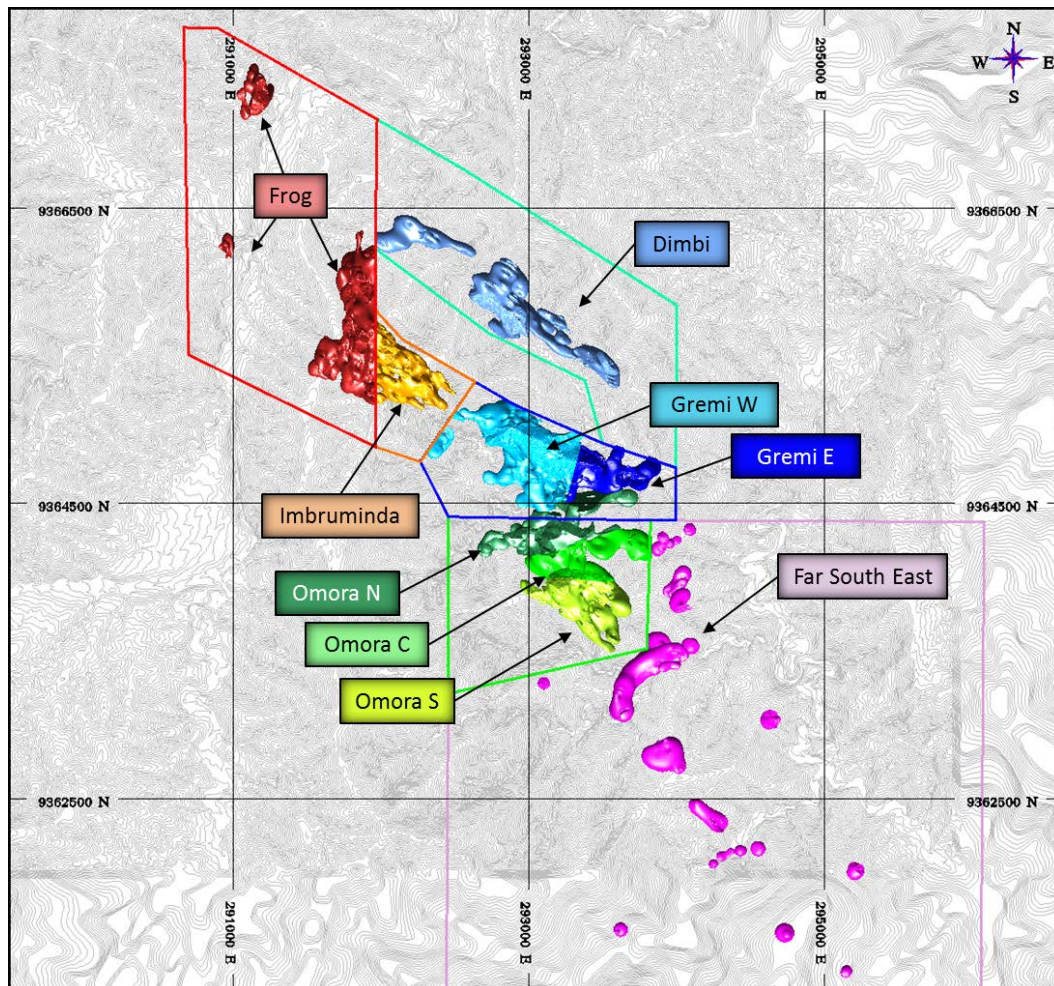 291000 E
293000 E
295000 E
N
W E
S
Frog
9366500 N
9366500 N
Dimbi
Gremi W
Gremi E
9364500 N
9364500 N
Imbruminda
Far South East
Omora N
Omora C
Omora S
9362500 N
9362500 N
291000 E
293000 E
295000 E